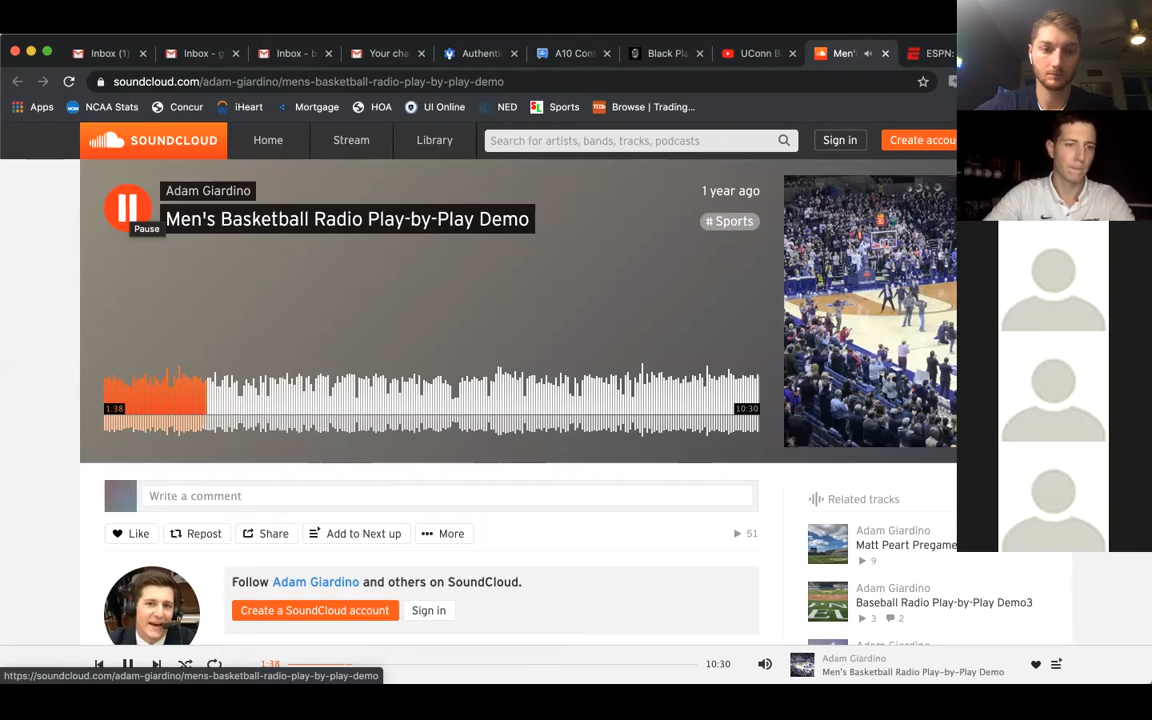 Inbox (1)
Inbox - g
Inbox - b
Your cha
Authenti
A10 Con
Black Pla
UConn B
Men'
ESPN:
soundcloud.com/adam-giardino/mens-basketball-radio-play-by-play-demo
Apps
NCAA Stats
Concur
iHeart
Mortgage
HOA
UI Online
NED
Sports
Browse | Trading...
SOUNDCLOUD
Home
Stream
Library
Search for artists, bands, tracks, podcasts
Sign in
Create accou
Adam Giardino
1 year ago
Men's Basketball Radio Play-by-Play Demo
# Sports
Pause
1:38
10:30
Write a comment
Like
Repost
Share
Add to Next up
More
51
Related tracks
Adam Giardino
Matt Peart Pregame
9
Adam Giardino
Baseball Radio Play-by-Play Demo3
3
2
Follow Adam Giardino and others on SoundCloud.
Create a SoundCloud account
Sign in
1:38
10:30
Adam Giardino
Men's Basketball Radio Play-by-Play Demo
https://soundcloud.com/adam-giardino/mens-basketball-radio-play-by-play-demo